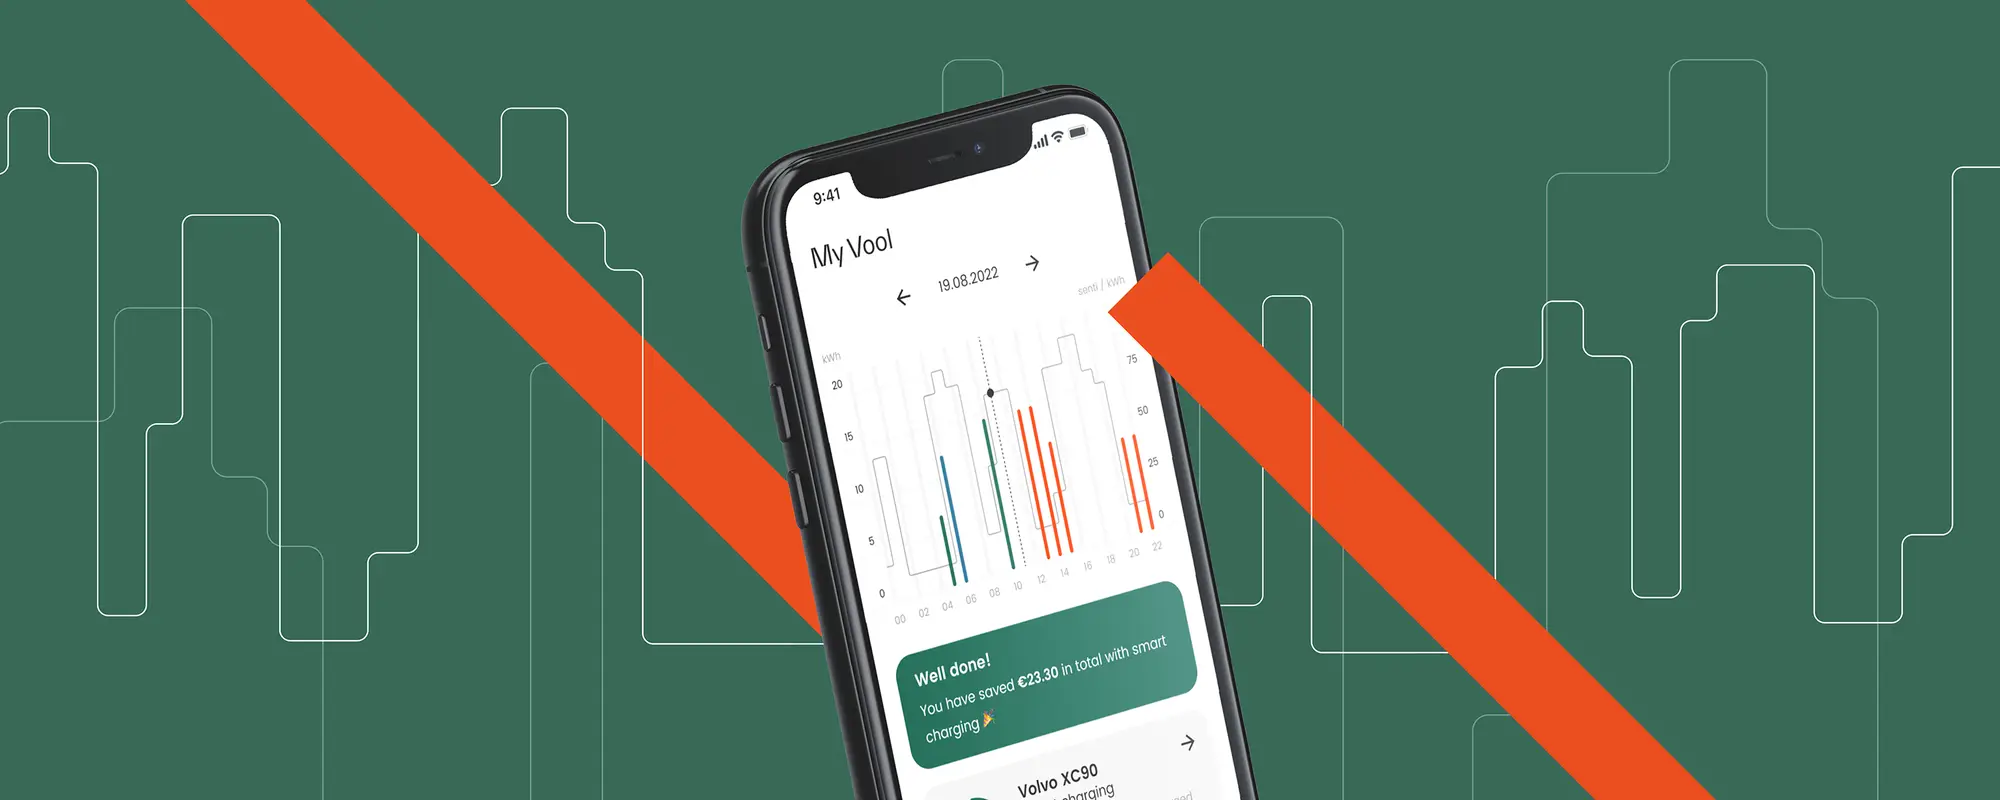 9:41
My Vool
19.08.2022
senti / kWh
kWh
20
15
10
5
0
75
50
25
0
00 02 04 06 08 10 12 14 16 18 20 22
Well done!
You have saved €23.30 in total with smart
charging 🎉
Volvo XC90
charging